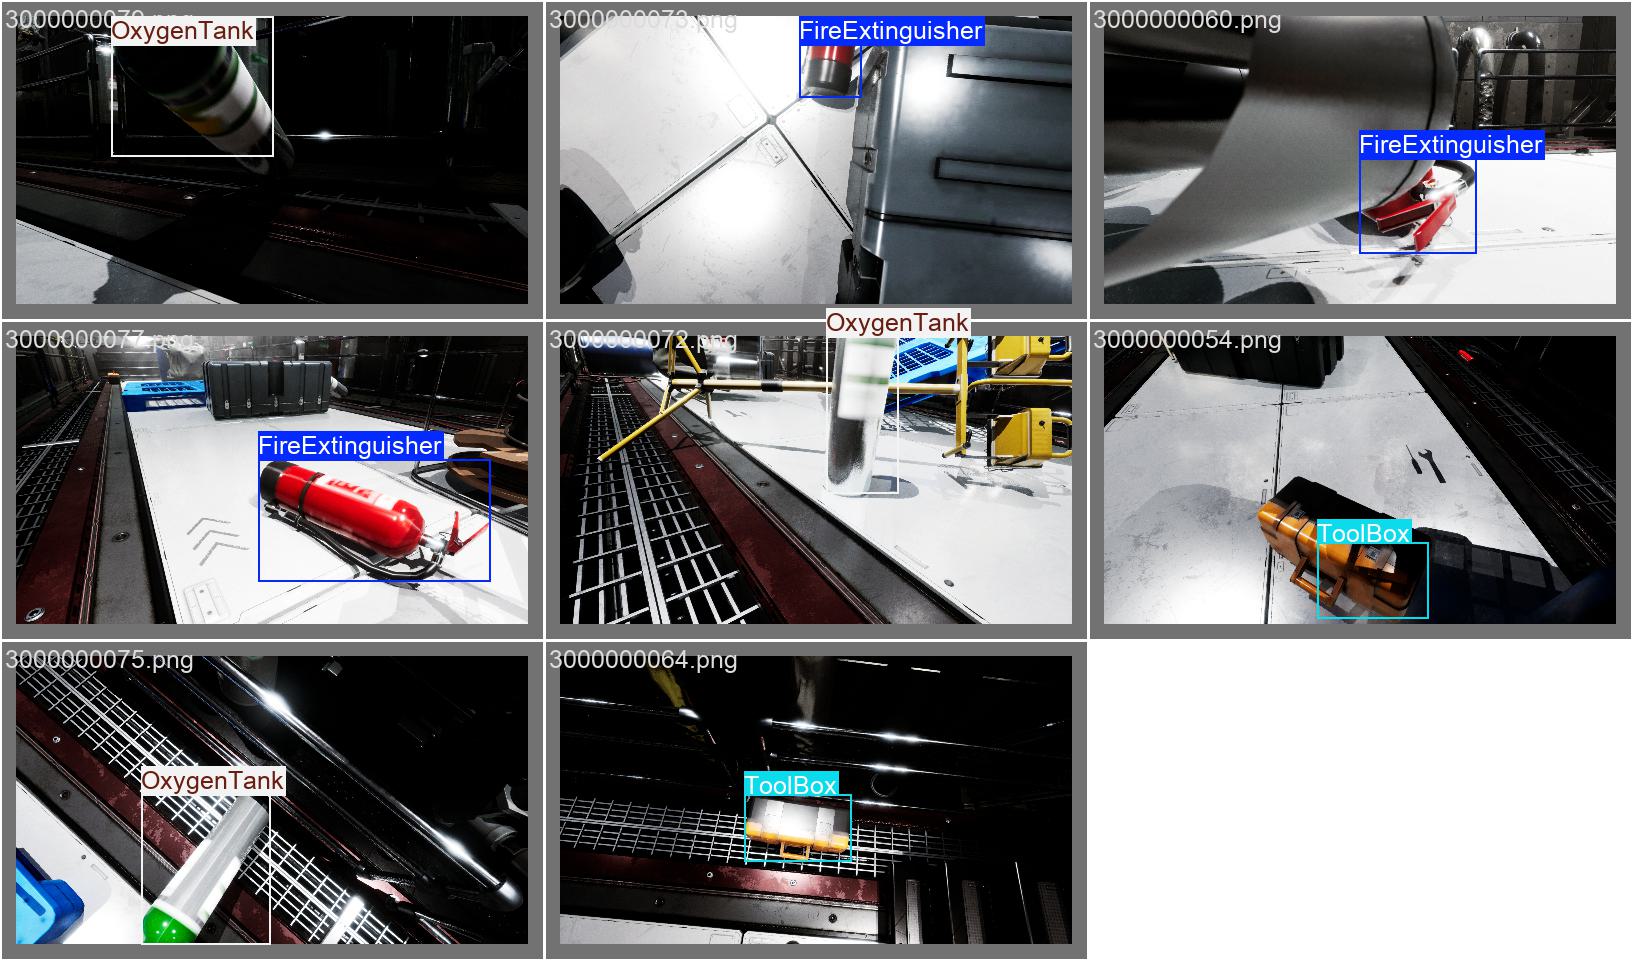 3000000079.png
OxygenTank
3000000073.png
FireExtinguisher
3000000060.png
FireExtinguisher
3000000077.png
FireExtinguisher
3000000072.png
OxygenTank
3000000054.png
ToolBox
3000000075.png
OxygenTank
3000000064.png
ToolBox